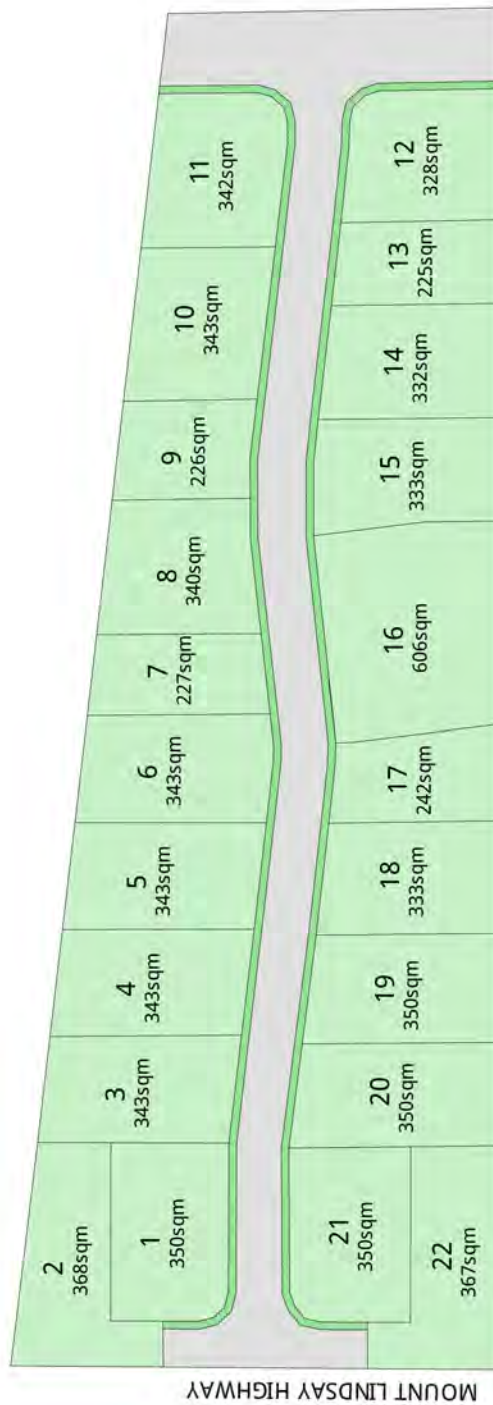 11
342sqm
10
343sqm
9
226sqm
8
340sqm
7
227sqm
6
343sqm
5
343sqm
4
343sqm
3
343sqm
2
368sqm
1
350sqm
12
328sqm
13
225sqm
14
332sqm
15
333sqm
16
606sqm
17
242sqm
18
333sqm
19
350sqm
20
350sqm
21
350sqm
22
367sqm
MOUNT LINDSAY HIGHWAY